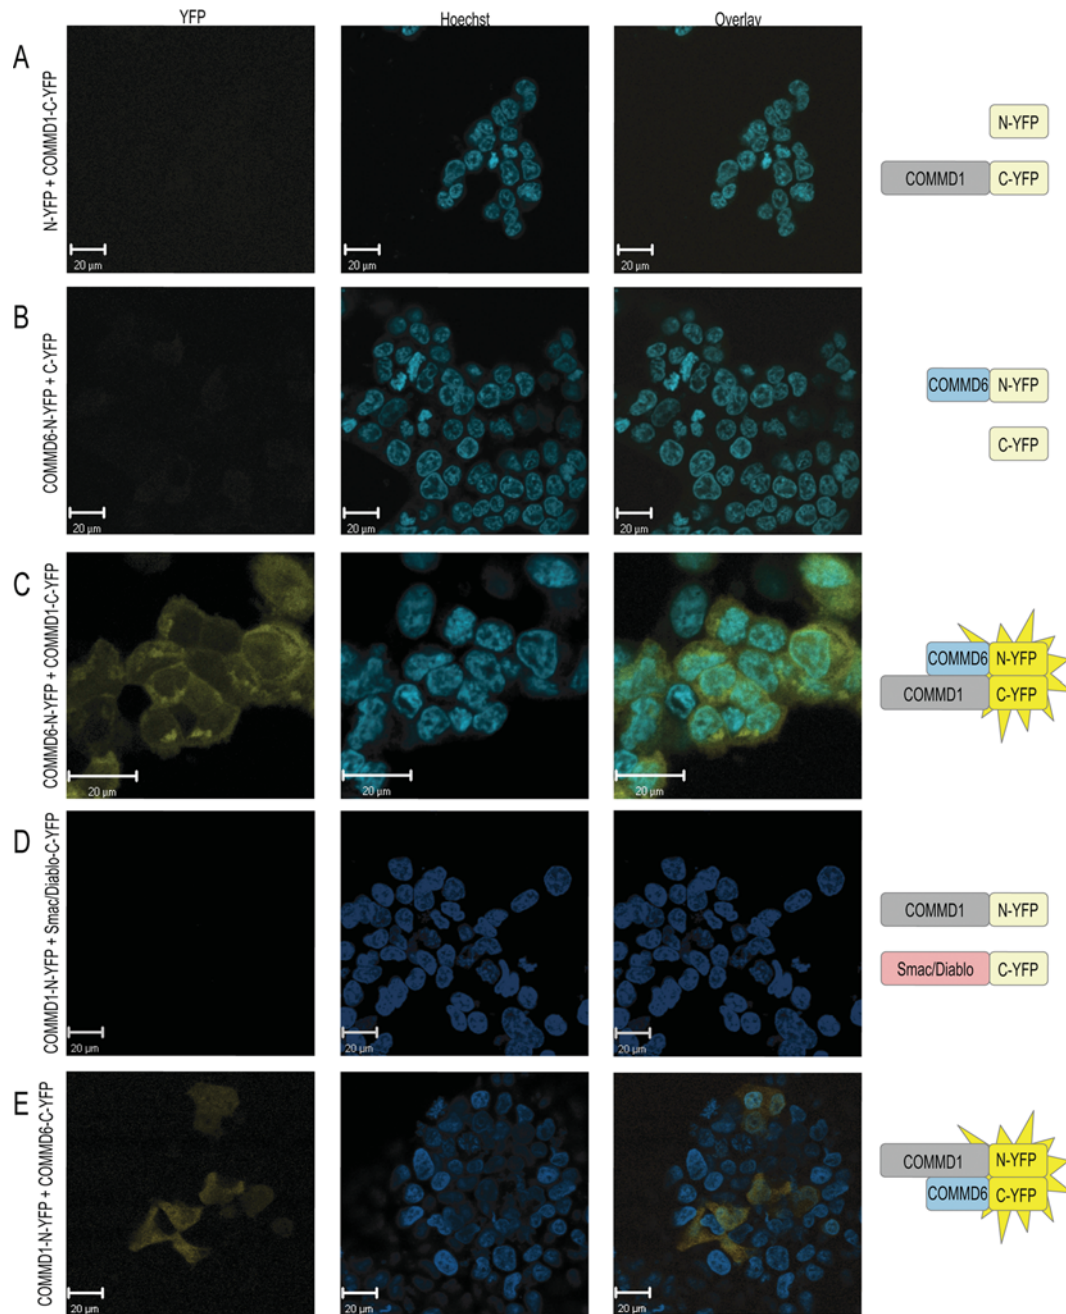 YFP Hoechst Overlay
A
N-YFP + COMMD1-C-YFP
20 µm 20 µm 20 µm
N-YFP
COMMD1 C-YFP
B
COMMD6-N-YFP + C-YFP
20 µm 20 µm 20 µm
COMMD6 N-YFP
C-YFP
C
COMMD6-N-YFP + COMMD1-C-YFP
20 µm 20 µm 20 µm
COMMD6 N-YFP
COMMD1 C-YFP
D
COMMD1-N-YFP + Smac/Diablo-C-YFP
20 µm 20 µm 20 µm
COMMD1 N-YFP
Smac/Diablo C-YFP
E
COMMD1-N-YFP + COMMD6-C-YFP
20 µm 20 µm 20 µm
COMMD1 N-YFP
COMMD6 C-YFP